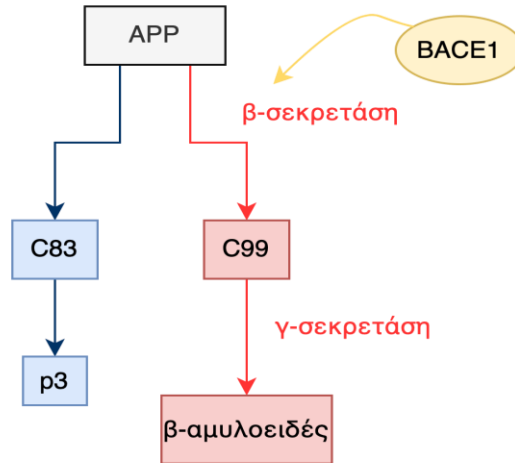 APP
BACE1
β-σεκρετάση
C83
C99
γ-σεκρετάση
p3
β-αμυλοειδές